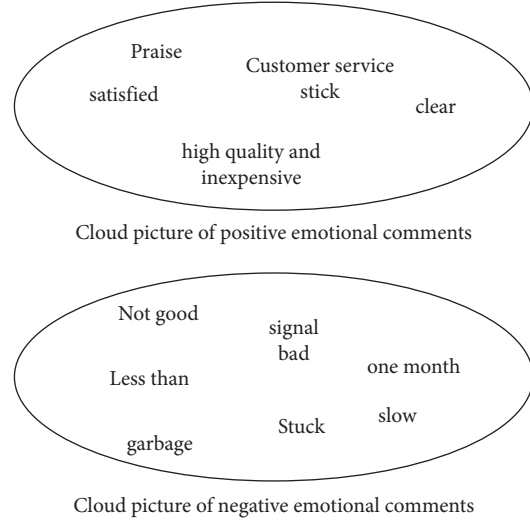 Praise
Customer service
stick
satisfied
clear
high quality and
inexpensive
Cloud picture of positive emotional comments
Not good
signal
bad
one month
Less than
slow
Stuck
garbage
Cloud picture of negative emotional comments